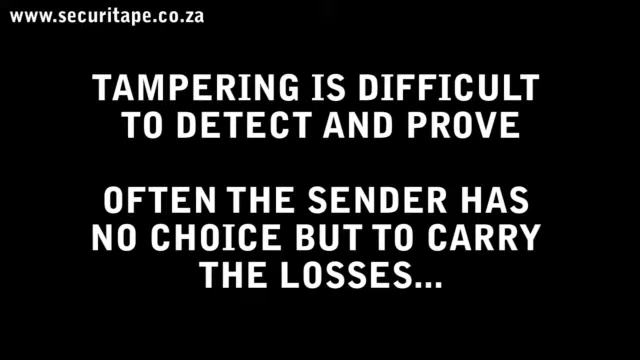 www.securitape.co.za
TAMPERING IS DIFFICULT
TO DETECT AND PROVE
OFTEN THE SENDER HAS
NO CHOICE BUT TO CARRY
THE LOSSES...